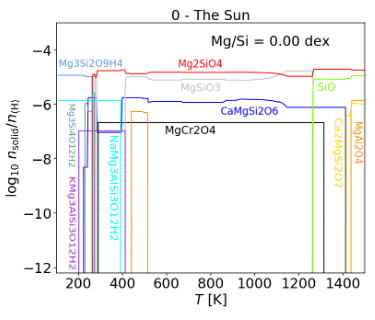 0 - The Sun
Mg/Si = 0.00 dex
Mg3Si2O9H4
Mg2SiO4
MgSiO3
SiO
CaMgSi2O6
MgCr2O4
Mg3Si4O12H2
KMg3AlSi3O12H2
NaMg3AlSi3O12H2
Ca2MgSi2O7
MgAl2O4
log10 nsolid/n⟨H⟩
−4
−6
−8
−10
−12
200 400 600 800 1000 1200 1400
T [K]